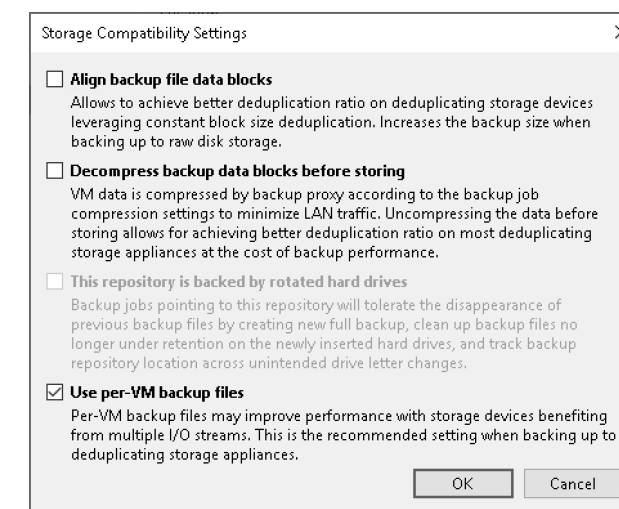 Storage Compatibility Settings
Align backup file data blocks
Allows to achieve better deduplication ratio on deduplicating storage devices
leveraging constant block size deduplication. Increases the backup size when
backing up to raw disk storage.
Decompress backup data blocks before storing
VM data is compressed by backup proxy according to the backup job
compression settings to minimize LAN traffic. Uncompressing the data before
storing allows for achieving better deduplication ratio on most deduplicating
storage appliances at the cost of backup performance.
This repository is backed by rotated hard drives
Backup jobs pointing to this repository will tolerate the disappearance of
previous backup files by creating new full backup, clean up backup files no
longer under retention on the newly inserted hard drives, and track backup
repository location across unintended drive letter changes.
Use per-VM backup files
Per-VM backup files may improve performance with storage devices benefiting
from multiple I/O streams. This is the recommended setting when backing up to
deduplicating storage appliances.
OK Cancel